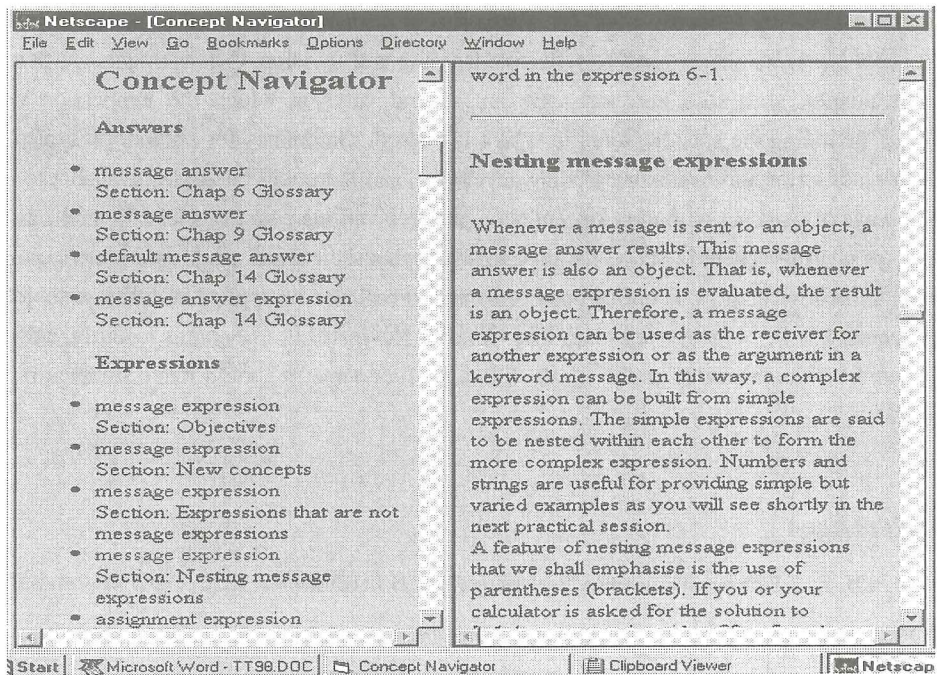 Netscape - [Concept Navigator]
File Edit View Go Bookmarks Options Directory Window Help
Concept Navigator
Answers
message answer
Section: Chap 6 Glossary
message answer
Section: Chap 9 Glossary
default message answer
Section: Chap 14 Glossary
message answer expression
Section: Chap 14 Glossary
Expressions
message expression
Section: Objectives
message expression
Section: New concepts
message expression
Section: Expressions that are not
message expressions
message expression
Section: Nesting message
expressions
assignment expression
word in the expression 6-1.
Nesting message expressions
Whenever a message is sent to an object, a
message answer results. This message
answer is also an object. That is, whenever
a message expression is evaluated, the result
is an object. Therefore, a message
expression can be used as the receiver for
another expression or as the argument in a
keyword message. In this way, a complex
expression can be built from simple
expressions. The simple expressions are said
to be nested within each other to form the
more complex expression. Numbers and
strings are useful for providing simple but
varied examples as you will see shortly in the
next practical session.
A feature of nesting message expressions
that we shall emphasise is the use of
parentheses (brackets). If you or your
calculator is asked for the solution to
Start Microsoft Word - TT98.DOC Concept Navigator Clipboard Viewer Netscap